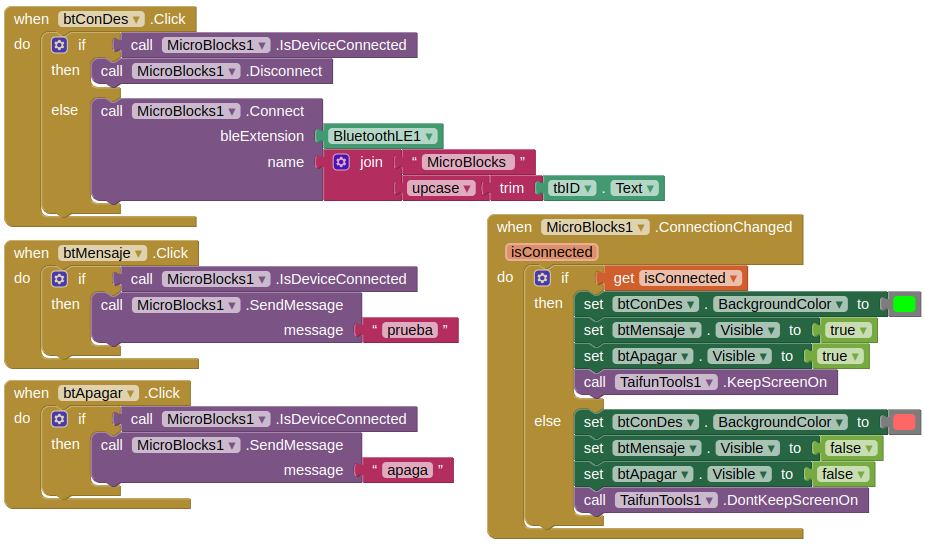 when btConDes .Click
do if call MicroBlocks1 .IsDeviceConnected
then call MicroBlocks1 .Disconnect
else call MicroBlocks1 .Connect
bleExtension BluetoothLE1
name join “ MicroBlocks ”
upcase trim tbID . Text
when btMensaje .Click
do if call MicroBlocks1 .IsDeviceConnected
then call MicroBlocks1 .SendMessage
message “ prueba ”
when btApagar .Click
do if call MicroBlocks1 .IsDeviceConnected
then call MicroBlocks1 .SendMessage
message “ apaga ”
when MicroBlocks1 .ConnectionChanged
isConnected
do if get isConnected
then set btConDes . BackgroundColor to
set btMensaje . Visible to true
set btApagar . Visible to true
call TaifunTools1 .KeepScreenOn
else set btConDes . BackgroundColor to
set btMensaje . Visible to false
set btApagar . Visible to false
call TaifunTools1 .DontKeepScreenOn